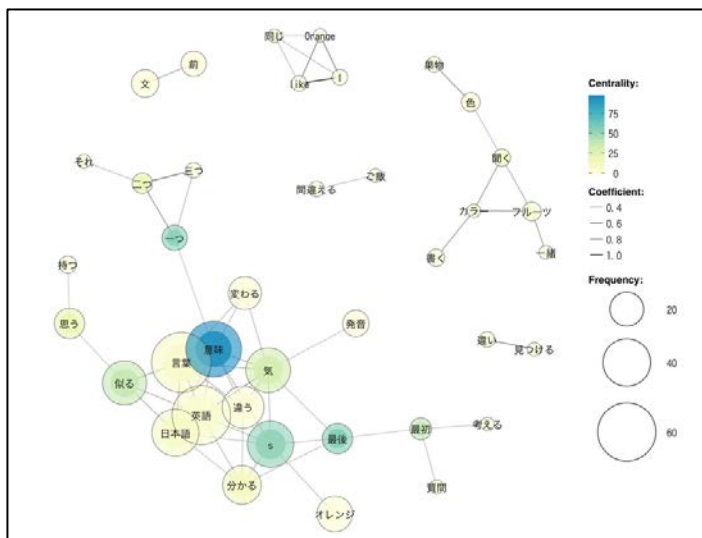 同じ Orange
like I
前
文
果物
色
聞く
カラー フルーツ
書く 一緒
それ 三つ
二つ
一つ
ご飯
間違える
持つ
思う
変わる
発音
意味
言葉
気
似る
違う
英語
日本語
s
最後
最初
考える
質問
分かる
オレンジ
違い
見つける
Centrality:
75
50
25
0
Coefficient:
0.4
0.6
0.8
1.0
Frequency:
20
40
60